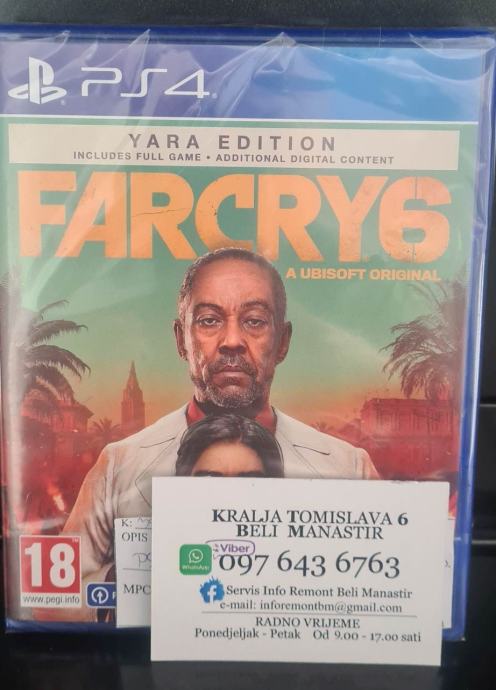 PS4
YARA EDITION
INCLUDES FULL GAME • ADDITIONAL DIGITAL CONTENT
FARCRY6
A UBISOFT ORIGINAL
K:
OPIS
MPC
KRALJA TOMISLAVA 6
BELI MANASTIR
Viber
WhatsApp
097 643 6763
Servis Info Remont Beli Manastir
e-mail: inforemontbm@gmail.com
RADNO VRIJEME
Ponedjeljak - Petak Od 9.00 - 17.00 sati
18
www.pegi.info